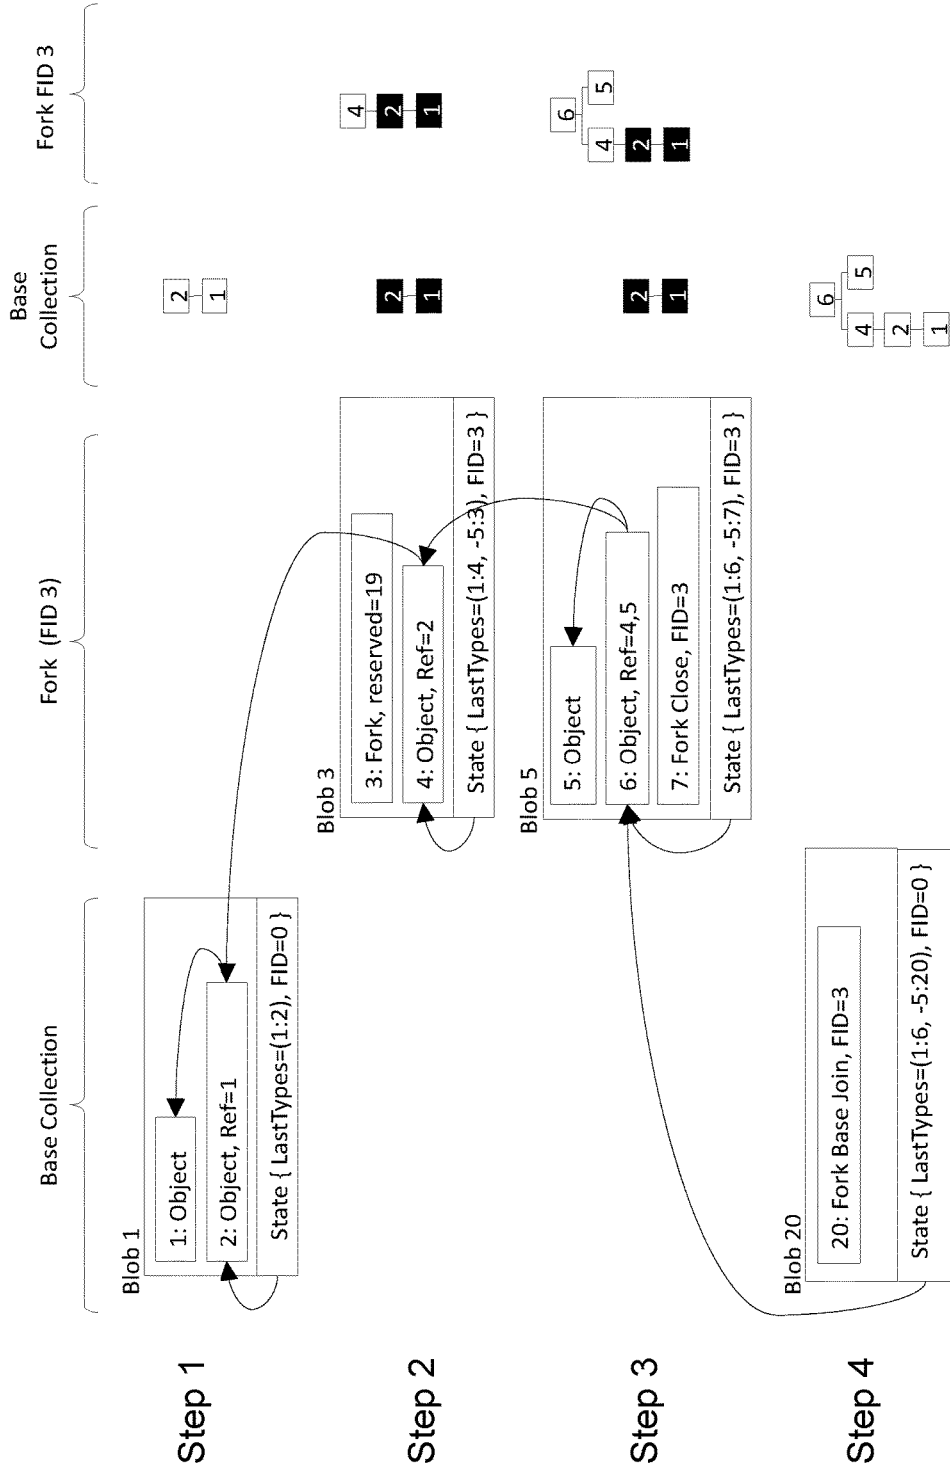 Base Collection
Fork (FID 3)
Base
Collection
Fork FID 3
Step 1
Blob 1
1: Object
2: Object, Ref=1
State { LastTypes=(1:2), FID=0 }
2
1
Step 2
Blob 3
3: Fork, reserved=19
4: Object, Ref=2
State { LastTypes=(1:4, -5:3), FID=3 }
2
1
4
2
1
Step 3
Blob 5
5: Object
6: Object, Ref=4,5
7: Fork Close, FID=3
State { LastTypes=(1:6, -5:7), FID=3 }
2
1
6
4
5
2
1
Step 4
Blob 20
20: Fork Base Join, FID=3
State { LastTypes=(1:6, -5:20), FID=0 }
6
4
5
2
1